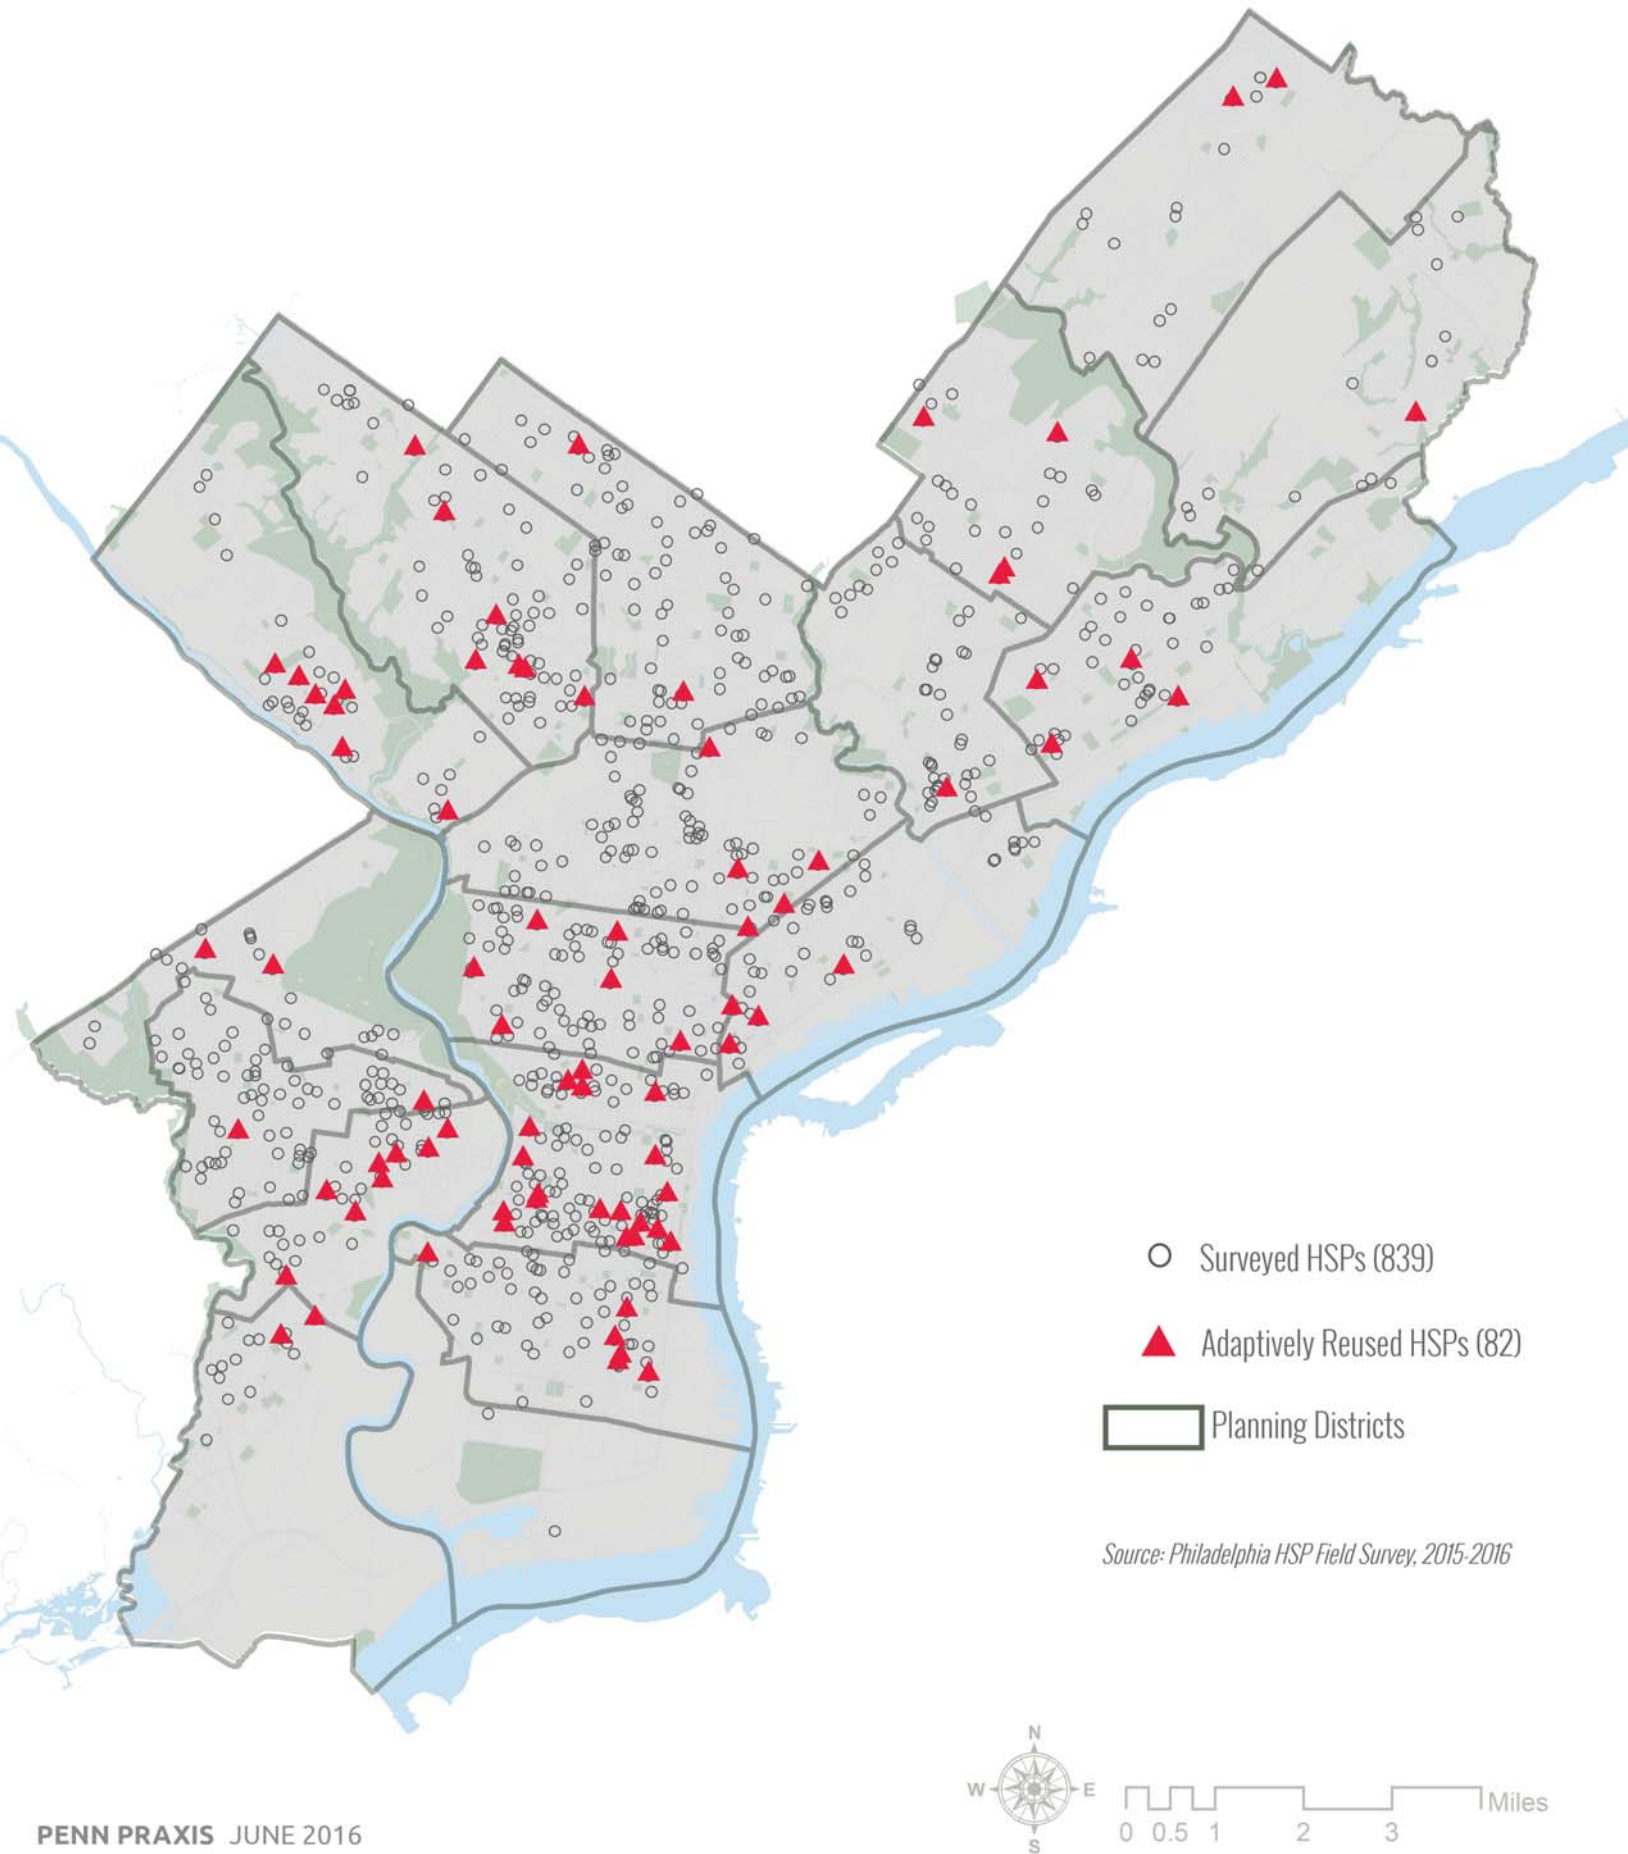 Surveyed HSPs (839)
Adaptively Reused HSPs (82)
Planning Districts
Source: Philadelphia HSP Field Survey, 2015-2016
N
W E
S
Miles
0 0.5 1 2 3
PENN PRAXIS JUNE 2016